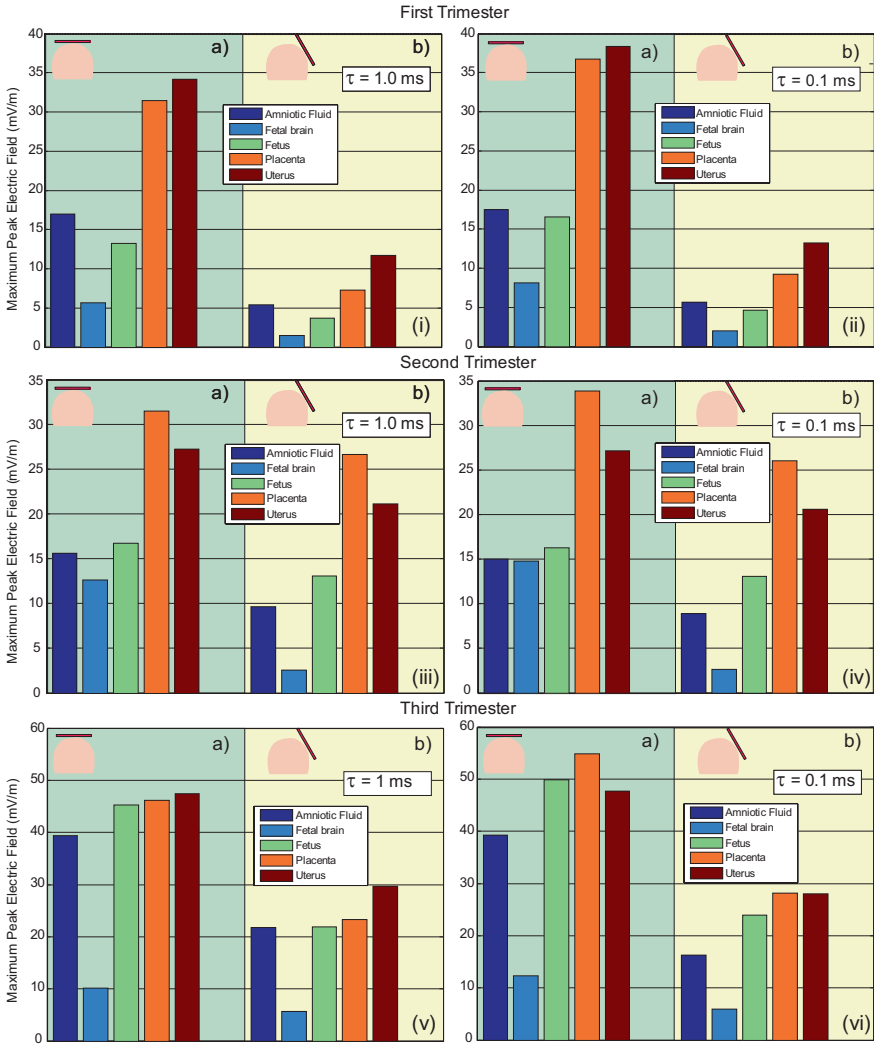 First Trimester
Maximum Peak Electric Field (mV/m)
40
35
30
25
20
15
10
5
0
a)
b)
τ = 1.0 ms
Amniotic Fluid
Fetal brain
Fetus
Placenta
Uterus
(i)
40
35
30
25
20
15
10
5
0
a)
b)
τ = 0.1 ms
Amniotic Fluid
Fetal brain
Fetus
Placenta
Uterus
(ii)
Second Trimester
Maximum Peak Electric Field (mV/m)
35
30
25
20
15
10
5
0
a)
b)
τ = 1.0 ms
Amniotic Fluid
Fetal brain
Fetus
Placenta
Uterus
(iii)
35
30
25
20
15
10
5
0
a)
b)
τ = 0.1 ms
Amniotic Fluid
Fetal brain
Fetus
Placenta
Uterus
(iv)
Third Trimester
Maximum Peak Electric Field (mV/m)
60
50
40
30
20
10
0
a)
b)
τ = 1 ms
Amniotic Fluid
Fetal brain
Fetus
Placenta
Uterus
(v)
60
50
40
30
20
10
0
a)
b)
τ = 0.1 ms
Amniotic Fluid
Fetal brain
Fetus
Placenta
Uterus
(vi)